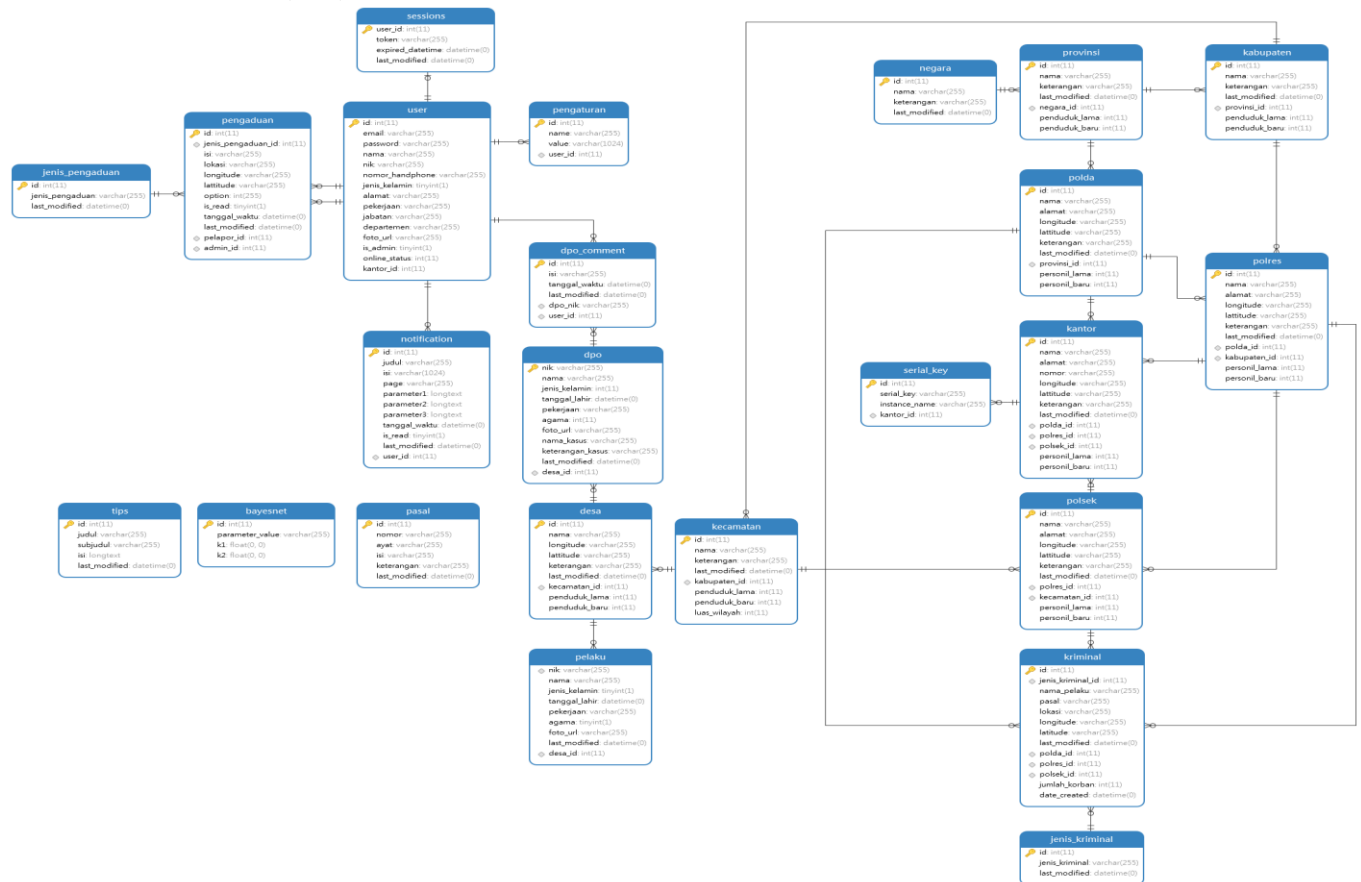 sessions
user_id: int(11)
token: varchar(255)
expired_datetime: datetime(0)
last_modified: datetime(0)
user
id: int(11)
email: varchar(255)
password: varchar(255)
nama: varchar(255)
nik: varchar(255)
nomor_handphone: varchar(255)
jenis_kelamin: tinyint(1)
alamat: varchar(255)
pekerjaan: varchar(255)
jabatan: varchar(255)
departemen: varchar(255)
foto_url: varchar(255)
is_admin: tinyint(1)
online_status: int(11)
kantor_id: int(11)
pengaturan
id: int(11)
name: varchar(255)
value: varchar(1024)
user_id: int(11)
pengaduan
id: int(11)
jenis_pengaduan_id: int(11)
isi: varchar(255)
lokasi: varchar(255)
longitude: varchar(255)
lattitude: varchar(255)
option: int(255)
is_read: tinyint(1)
tanggal_waktu: datetime(0)
last_modified: datetime(0)
pelapor_id: int(11)
admin_id: int(11)
jenis_pengaduan
id: int(11)
jenis_pengaduan: varchar(255)
last_modified: datetime(0)
dpo_comment
id: int(11)
isi: varchar(255)
tanggal_waktu: datetime(0)
last_modified: datetime(0)
dpo_nik: varchar(255)
user_id: int(11)
notification
id: int(11)
judul: varchar(255)
isi: varchar(1024)
page: varchar(255)
parameter1: longtext
parameter2: longtext
parameter3: longtext
tanggal_waktu: datetime(0)
is_read: tinyint(1)
last_modified: datetime(0)
user_id: int(11)
dpo
nik: varchar(255)
nama: varchar(255)
jenis_kelamin: int(11)
tanggal_lahir: datetime(0)
pekerjaan: varchar(255)
agama: int(11)
foto_url: varchar(255)
nama_kasus: varchar(255)
keterangan_kasus: varchar(255)
last_modified: datetime(0)
desa_id: int(11)
tips
id: int(11)
judul: varchar(255)
subjudul: varchar(255)
isi: longtext
last_modified: datetime(0)
bayesnet
id: int(11)
parameter_value: varchar(255)
k1: float(0, 0)
k2: float(0, 0)
pasal
id: int(11)
nomor: varchar(255)
ayat: varchar(255)
isi: varchar(255)
keterangan: varchar(255)
last_modified: datetime(0)
desa
id: int(11)
nama: varchar(255)
longitude: varchar(255)
lattitude: varchar(255)
keterangan: varchar(255)
last_modified: datetime(0)
kecamatan_id: int(11)
penduduk_lama: int(11)
penduduk_baru: int(11)
kecamatan
id: int(11)
nama: varchar(255)
keterangan: varchar(255)
last_modified: datetime(0)
kabupaten_id: int(11)
penduduk_lama: int(11)
penduduk_baru: int(11)
luas_wilayah: int(11)
pelaku
nik: varchar(255)
nama: varchar(255)
jenis_kelamin: tinyint(1)
tanggal_lahir: datetime(0)
pekerjaan: varchar(255)
agama: tinyint(1)
foto_url: varchar(255)
last_modified: datetime(0)
desa_id: int(11)
negara
id: int(11)
nama: varchar(255)
keterangan: varchar(255)
last_modified: datetime(0)
provinsi
id: int(11)
nama: varchar(255)
keterangan: varchar(255)
last_modified: datetime(0)
negara_id: int(11)
penduduk_lama: int(11)
penduduk_baru: int(11)
kabupaten
id: int(11)
nama: varchar(255)
keterangan: varchar(255)
last_modified: datetime(0)
provinsi_id: int(11)
penduduk_lama: int(11)
penduduk_baru: int(11)
polda
id: int(11)
nama: varchar(255)
alamat: varchar(255)
longitude: varchar(255)
lattitude: varchar(255)
keterangan: varchar(255)
last_modified: datetime(0)
provinsi_id: int(11)
personil_lama: int(11)
personil_baru: int(11)
polres
id: int(11)
nama: varchar(255)
alamat: varchar(255)
longitude: varchar(255)
lattitude: varchar(255)
keterangan: varchar(255)
last_modified: datetime(0)
polda_id: int(11)
kabupaten_id: int(11)
personil_lama: int(11)
personil_baru: int(11)
kantor
id: int(11)
nama: varchar(255)
alamat: varchar(255)
nomor: varchar(255)
longitude: varchar(255)
lattitude: varchar(255)
keterangan: varchar(255)
last_modified: datetime(0)
polda_id: int(11)
polres_id: int(11)
polsek_id: int(11)
personil_lama: int(11)
personil_baru: int(11)
serial_key
id: int(11)
serial_key: varchar(255)
instance_name: varchar(255)
kantor_id: int(11)
polsek
id: int(11)
nama: varchar(255)
alamat: varchar(255)
longitude: varchar(255)
lattitude: varchar(255)
keterangan: varchar(255)
last_modified: datetime(0)
polres_id: int(11)
kecamatan_id: int(11)
personil_lama: int(11)
personil_baru: int(11)
kriminal
id: int(11)
jenis_kriminal_id: int(11)
nama_pelaku: varchar(255)
pasal: varchar(255)
lokasi: varchar(255)
longitude: varchar(255)
latitude: varchar(255)
last_modified: datetime(0)
polda_id: int(11)
polres_id: int(11)
polsek_id: int(11)
jumlah_korban: int(11)
date_created: datetime(0)
jenis_kriminal
id: int(11)
jenis_kriminal: varchar(255)
last_modified: datetime(0)